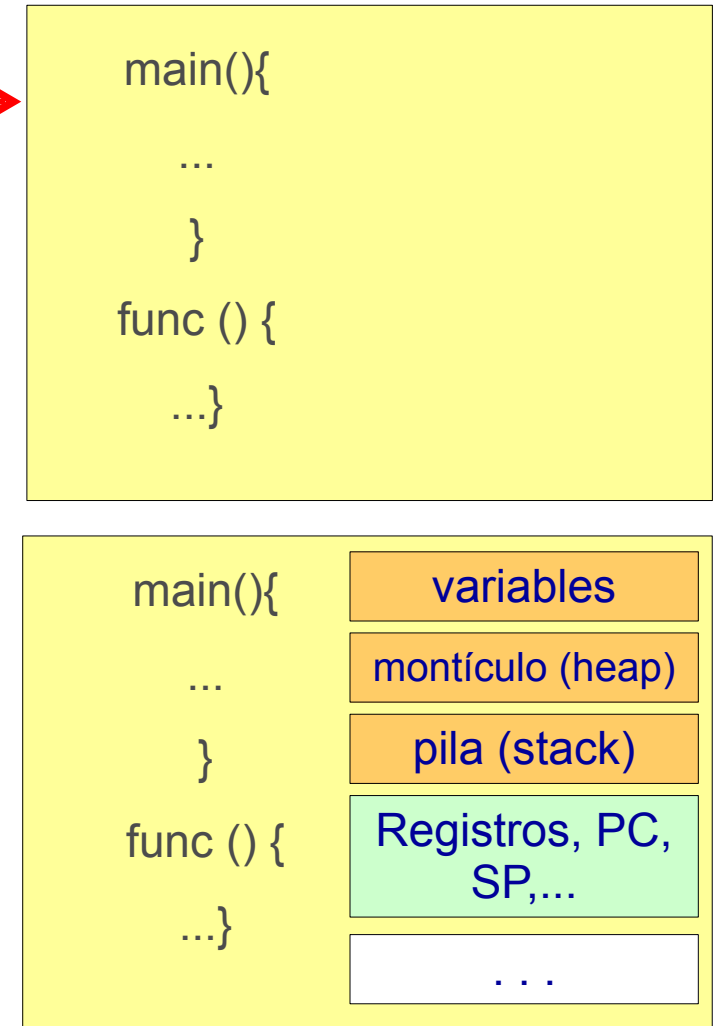 main(){
...
}
func () {
...}
main(){
...
}
func () {
...}
variables
montículo (heap)
pila (stack)
Registros, PC,
SP,...
. . .